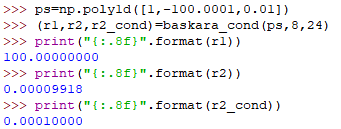 >>> ps=np.poly1d([1,-100.0001,0.01])
>>> (r1,r2,r2_cond)=baskara_cond(ps,8,24)
>>> print("{:.8f}".format(r1))
100.00000000
>>> print("{:.8f}".format(r2))
0.00009918
>>> print("{:.8f}".format(r2_cond))
0.00010000